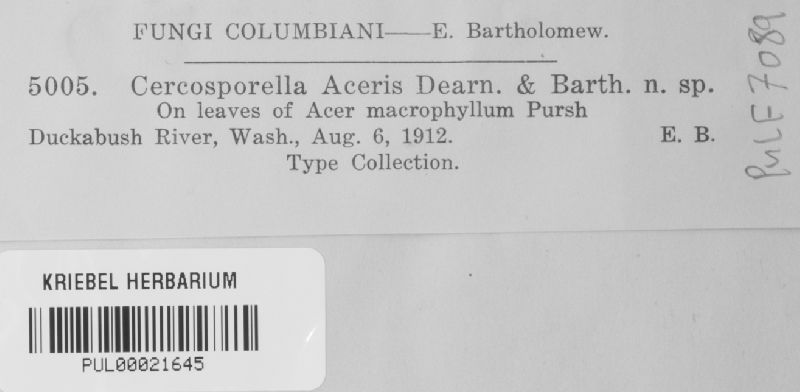 FUNGI COLUMBIANI——E. Bartholomew.
5005. Cercosporella Aceris Dearn. & Barth. n. sp.
On leaves of Acer macrophyllum Pursh
Duckabush River, Wash., Aug. 6, 1912. E. B.
Type Collection.
PULF7089
KRIEBEL HERBARIUM
PUL00021645